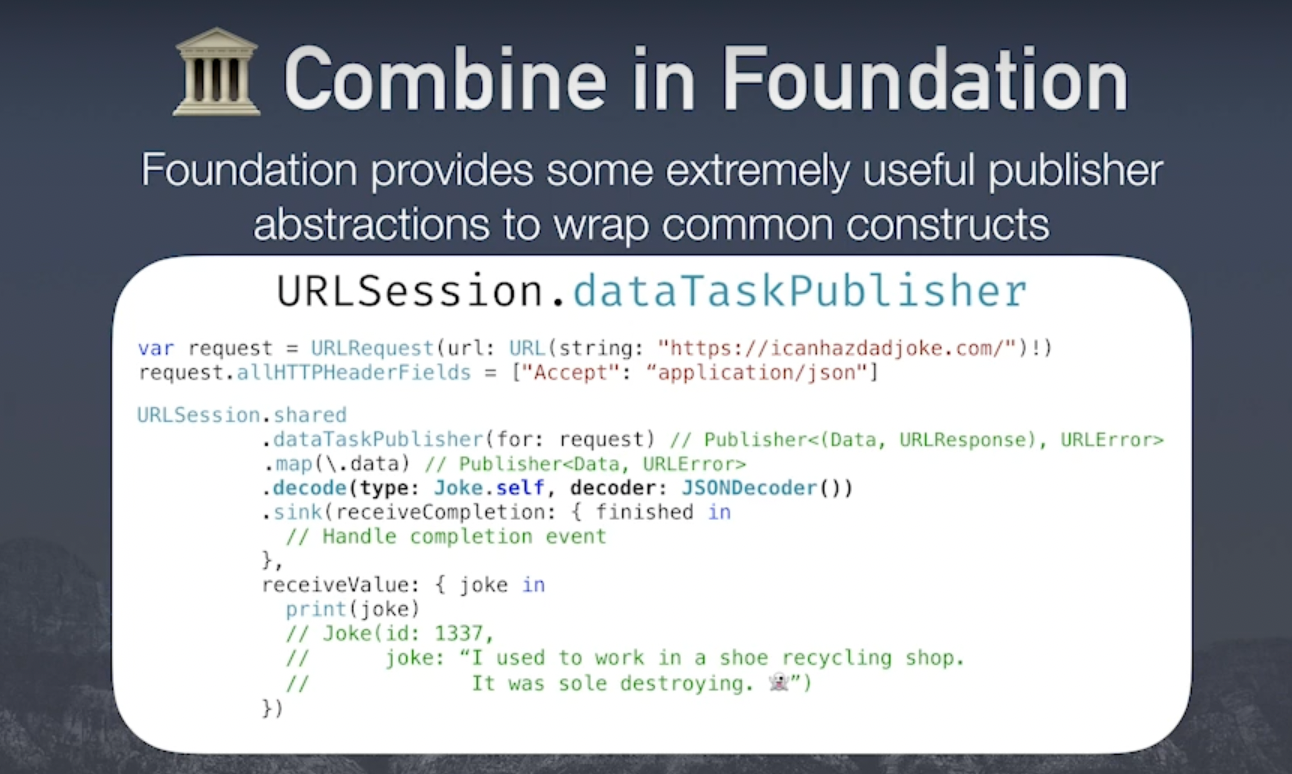 🏛 Combine in Foundation
Foundation provides some extremely useful publisher
abstractions to wrap common constructs
URLSession.dataTaskPublisher
var request = URLRequest(url: URL(string: "https://icanhazdadjoke.com/")!)
request.allHTTPHeaderFields = ["Accept": “application/json"]
URLSession.shared
.dataTaskPublisher(for: request) // Publisher<(Data, URLResponse), URLError>
.map(\.data) // Publisher<Data, URLError>
.decode(type: Joke.self, decoder: JSONDecoder())
.sink(receiveCompletion: { finished in
// Handle completion event
},
receiveValue: { joke in
print(joke)
// Joke(id: 1337,
// joke: “I used to work in a shoe recycling shop.
// It was sole destroying. 👻”)
})